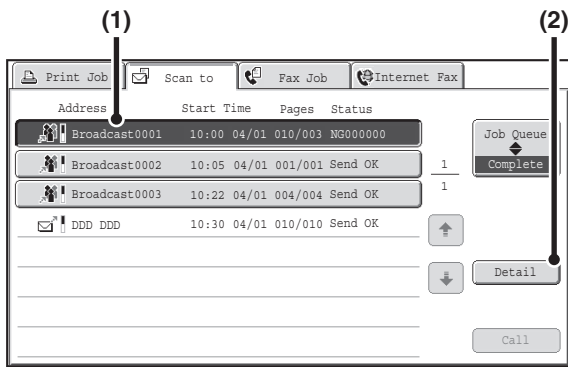 (1) (2)
Print Job Scan to Fax Job Internet Fax
Address Start Time Pages Status
Broadcast0001 10:00 04/01 010/003 NG000000
Job Queue
Complete
Broadcast0002 10:05 04/01 001/001 Send OK
1
1
Broadcast0003 10:22 04/01 004/004 Send OK
DDD DDD 10:30 04/01 010/010 Send OK
Detail
Call